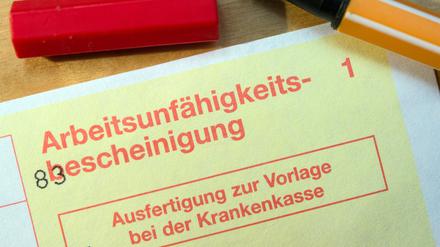 Arbeitsunfähigkeits- 1
bescheinigung
83
Ausfertigung zur Vorlage
bei der Krankenkasse